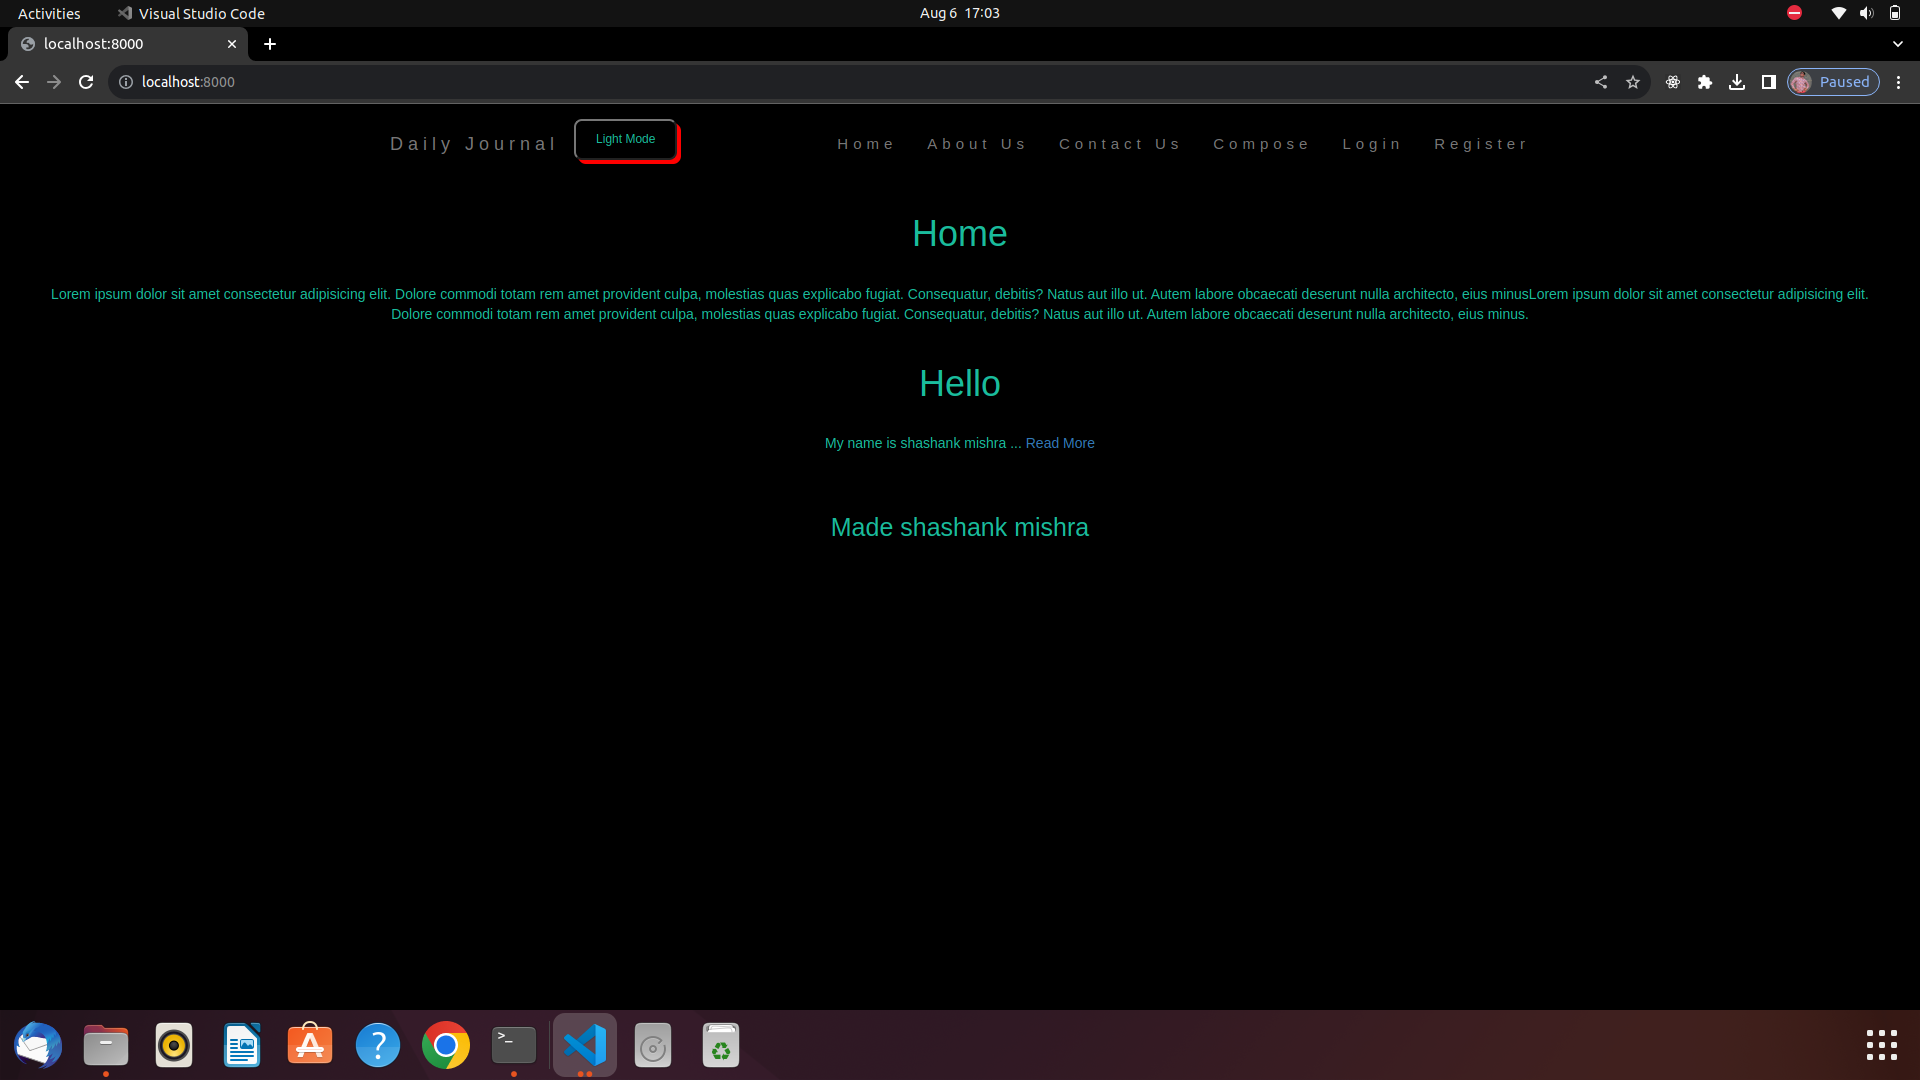 Activities
Visual Studio Code
Aug 6 17:03
localhost:8000
localhost:8000
Paused
Daily Journal
Light Mode
Home
About Us
Contact Us
Compose
Login
Register
Home
Lorem ipsum dolor sit amet consectetur adipisicing elit. Dolore commodi totam rem amet provident culpa, molestias quas explicabo fugiat. Consequatur, debitis? Natus aut illo ut. Autem labore obcaecati deserunt nulla architecto, eius minusLorem ipsum dolor sit amet consectetur adipisicing elit.
Dolore commodi totam rem amet provident culpa, molestias quas explicabo fugiat. Consequatur, debitis? Natus aut illo ut. Autem labore obcaecati deserunt nulla architecto, eius minus.
Hello
My name is shashank mishra ... Read More
Made shashank mishra